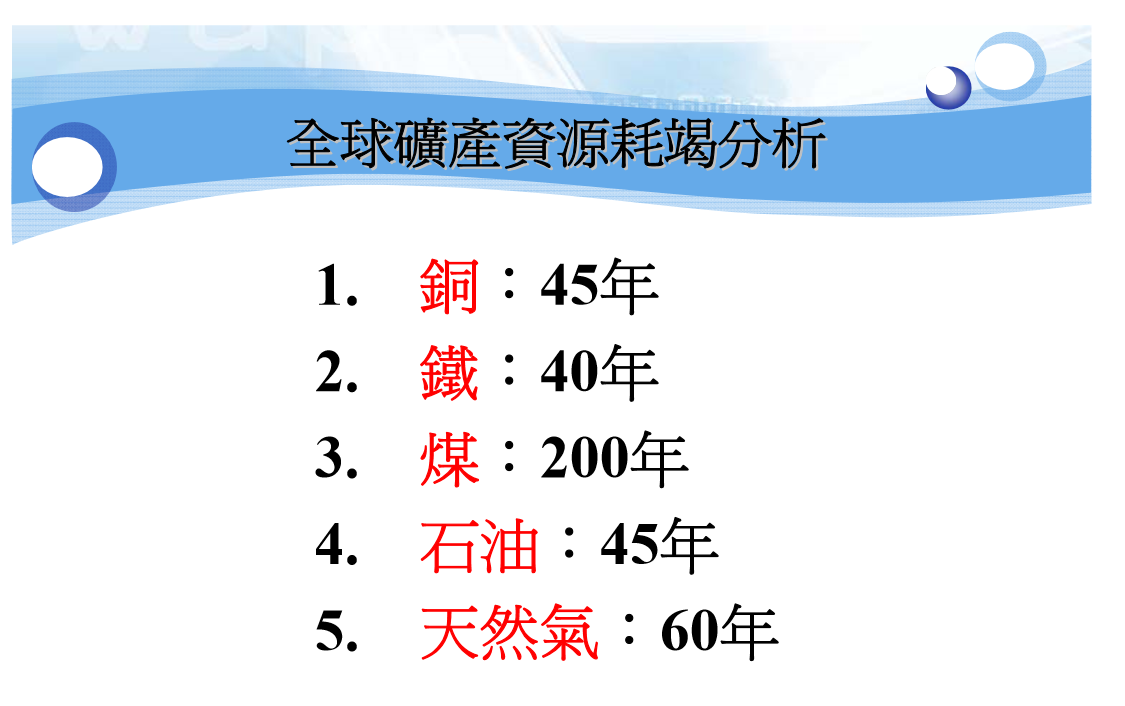 全球礦產資源耗竭分析
1. 銅：45年
2. 鐵：40年
3. 煤：200年
4. 石油：45年
5. 天然氣：60年